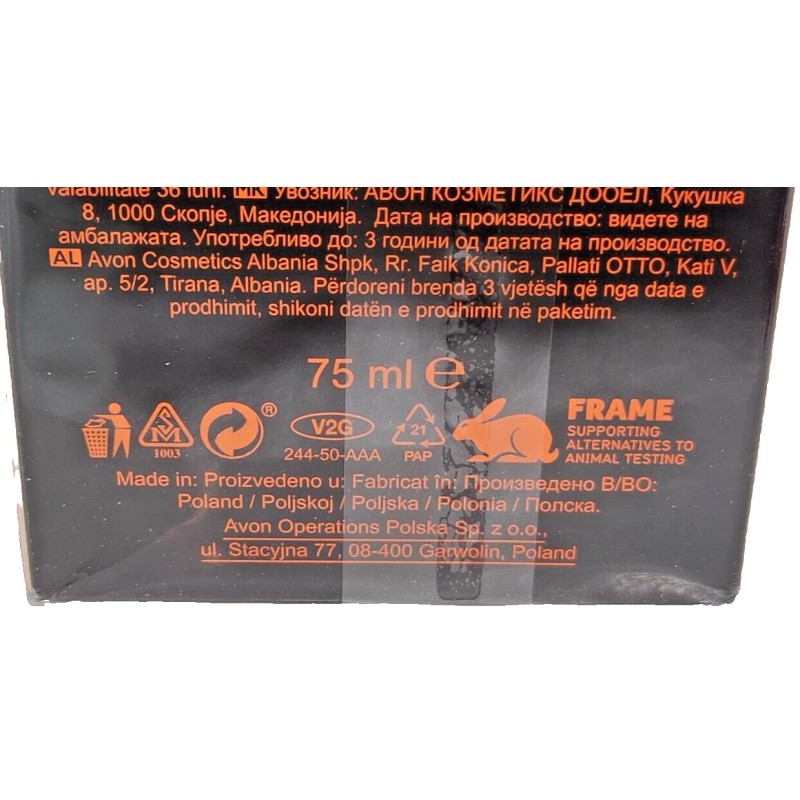 valabilitate 36 luni. MK Увозник: АВОН КОЗМЕТИКС ДООЕЛ, Кукушка
8, 1000 Скопје, Македонија. Дата на производство: видете на
амбалажата. Употребливо до: 3 години од датата на производство.
AL Avon Cosmetics Albania Shpk, Rr. Faik Konica, Pallati OTTO, Kati V,
ap. 5/2, Tirana, Albania. Përdoreni brenda 3 vjetësh që nga data e
prodhimit, shikoni datën e prodhimit në paketim.
75 ml ℮
SM
1003
®
V2G
244-50-AAA
21
PAP
FRAME
SUPPORTING
ALTERNATIVES TO
ANIMAL TESTING
Made in: Proizvedeno u: Fabricat în: Произведено В/ВО:
Poland / Poljskoj / Poljska / Polonia / Полска.
Avon Operations Polska Sp. z o.o.,
ul. Stacyjna 77, 08-400 Garwolin, Poland